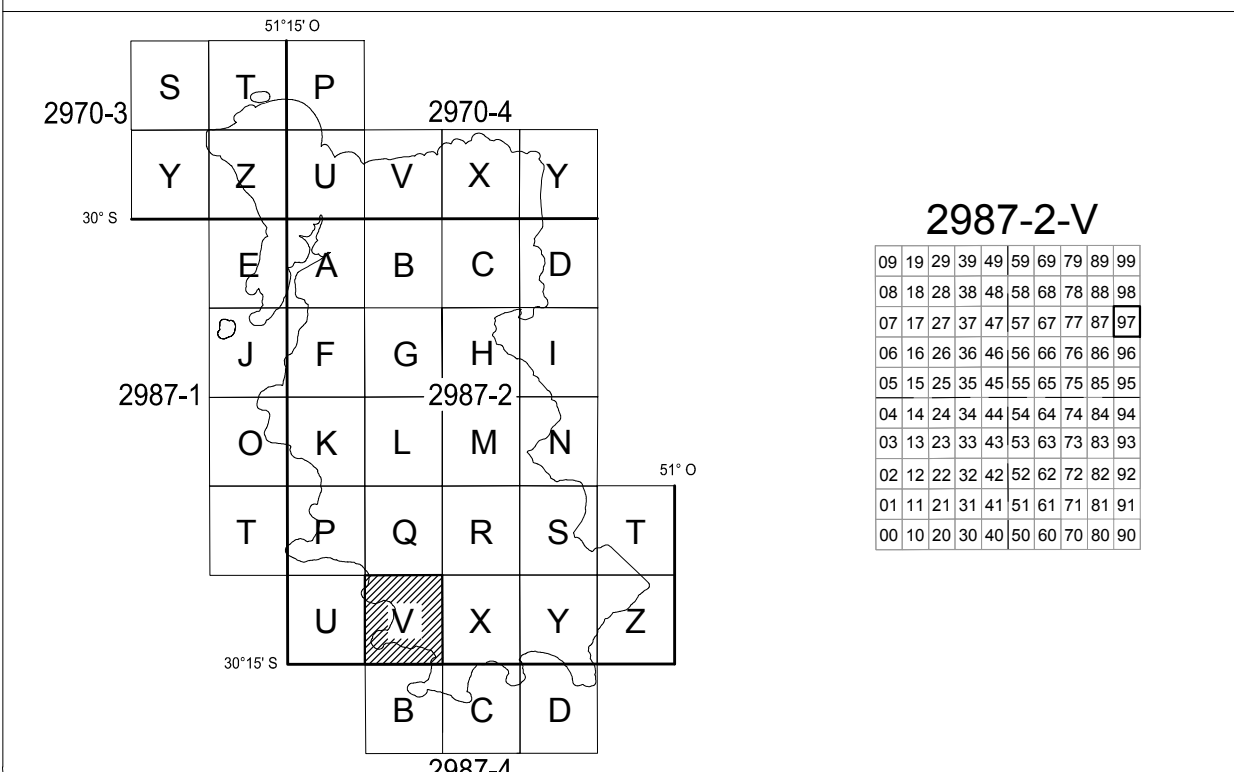 51°15' O
S T P
2970-3 2970-4
Y Z U V X Y
30° S
E A B C D
J F G H I
2987-1 2987-2
O K L M N
51° O
T P Q R S T
U V X Y Z
30°15' S
B C D
2987-4
2987-2-V
09 19 29 39 49 59 69 79 89 99
08 18 28 38 48 58 68 78 88 98
07 17 27 37 47 57 67 77 87 97
06 16 26 36 46 56 66 76 86 96
05 15 25 35 45 55 65 75 85 95
04 14 24 34 44 54 64 74 84 94
03 13 23 33 43 53 63 73 83 93
02 12 22 32 42 52 62 72 82 92
01 11 21 31 41 51 61 71 81 91
00 10 20 30 40 50 60 70 80 90